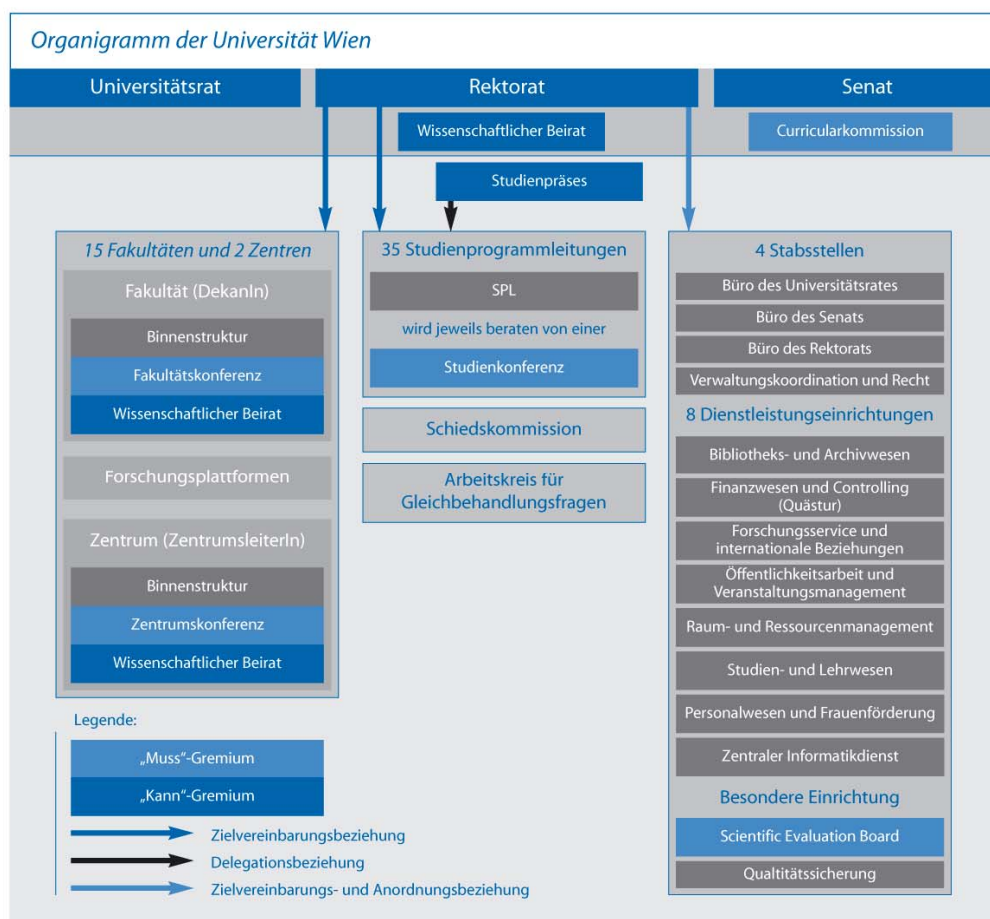 Organigramm der Universität Wien
Universitätsrat
Rektorat
Senat
Wissenschaftlicher Beirat
Curricularkommission
Studienpräses
15 Fakultäten und 2 Zentren
Fakultät (DekanIn)
Binnenstruktur
Fakultätskonferenz
Wissenschaftlicher Beirat
Forschungsplattformen
Zentrum (ZentrumsleiterIn)
Binnenstruktur
Zentrumskonferenz
Wissenschaftlicher Beirat
35 Studienprogrammleitungen
SPL
wird jeweils beraten von einer
Studienkonferenz
Schiedskommission
Arbeitskreis für
Gleichbehandlungsfragen
4 Stabsstellen
Büro des Universitätsrates
Büro des Senats
Büro des Rektorats
Verwaltungskoordination und Recht
8 Dienstleistungseinrichtungen
Bibliotheks- und Archivwesen
Finanzwesen und Controlling
(Quästur)
Forschungsservice und
internationale Beziehungen
Öffentlichkeitsarbeit und
Veranstaltungsmanagement
Raum- und Ressourcenmanagement
Studien- und Lehrwesen
Personalwesen und Frauenförderung
Zentraler Informatikdienst
Besondere Einrichtung
Scientific Evaluation Board
Qualtitätssicherung
Legende:
„Muss“-Gremium
„Kann“-Gremium
Zielvereinbarungsbeziehung
Delegationsbeziehung
Zielvereinbarungs- und Anordnungsbeziehung